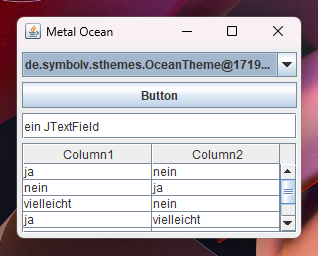 Metal Ocean
de.symbolv.sthemes.OceanTheme@1719...
Button
ein JTextField
Column1 Column2
ja nein
nein ja
vielleicht nein
ja vielleicht